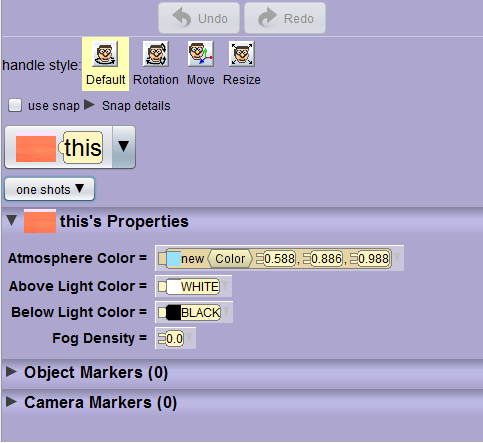 Undo Redo
handle style: Default Rotation Move Resize
use snap Snap details
this
one shots
this's Properties
Atmosphere Color = new Color 0.588, 0.886, 0.988
Above Light Color = WHITE
Below Light Color = BLACK
Fog Density = 0.0
Object Markers (0)
Camera Markers (0)